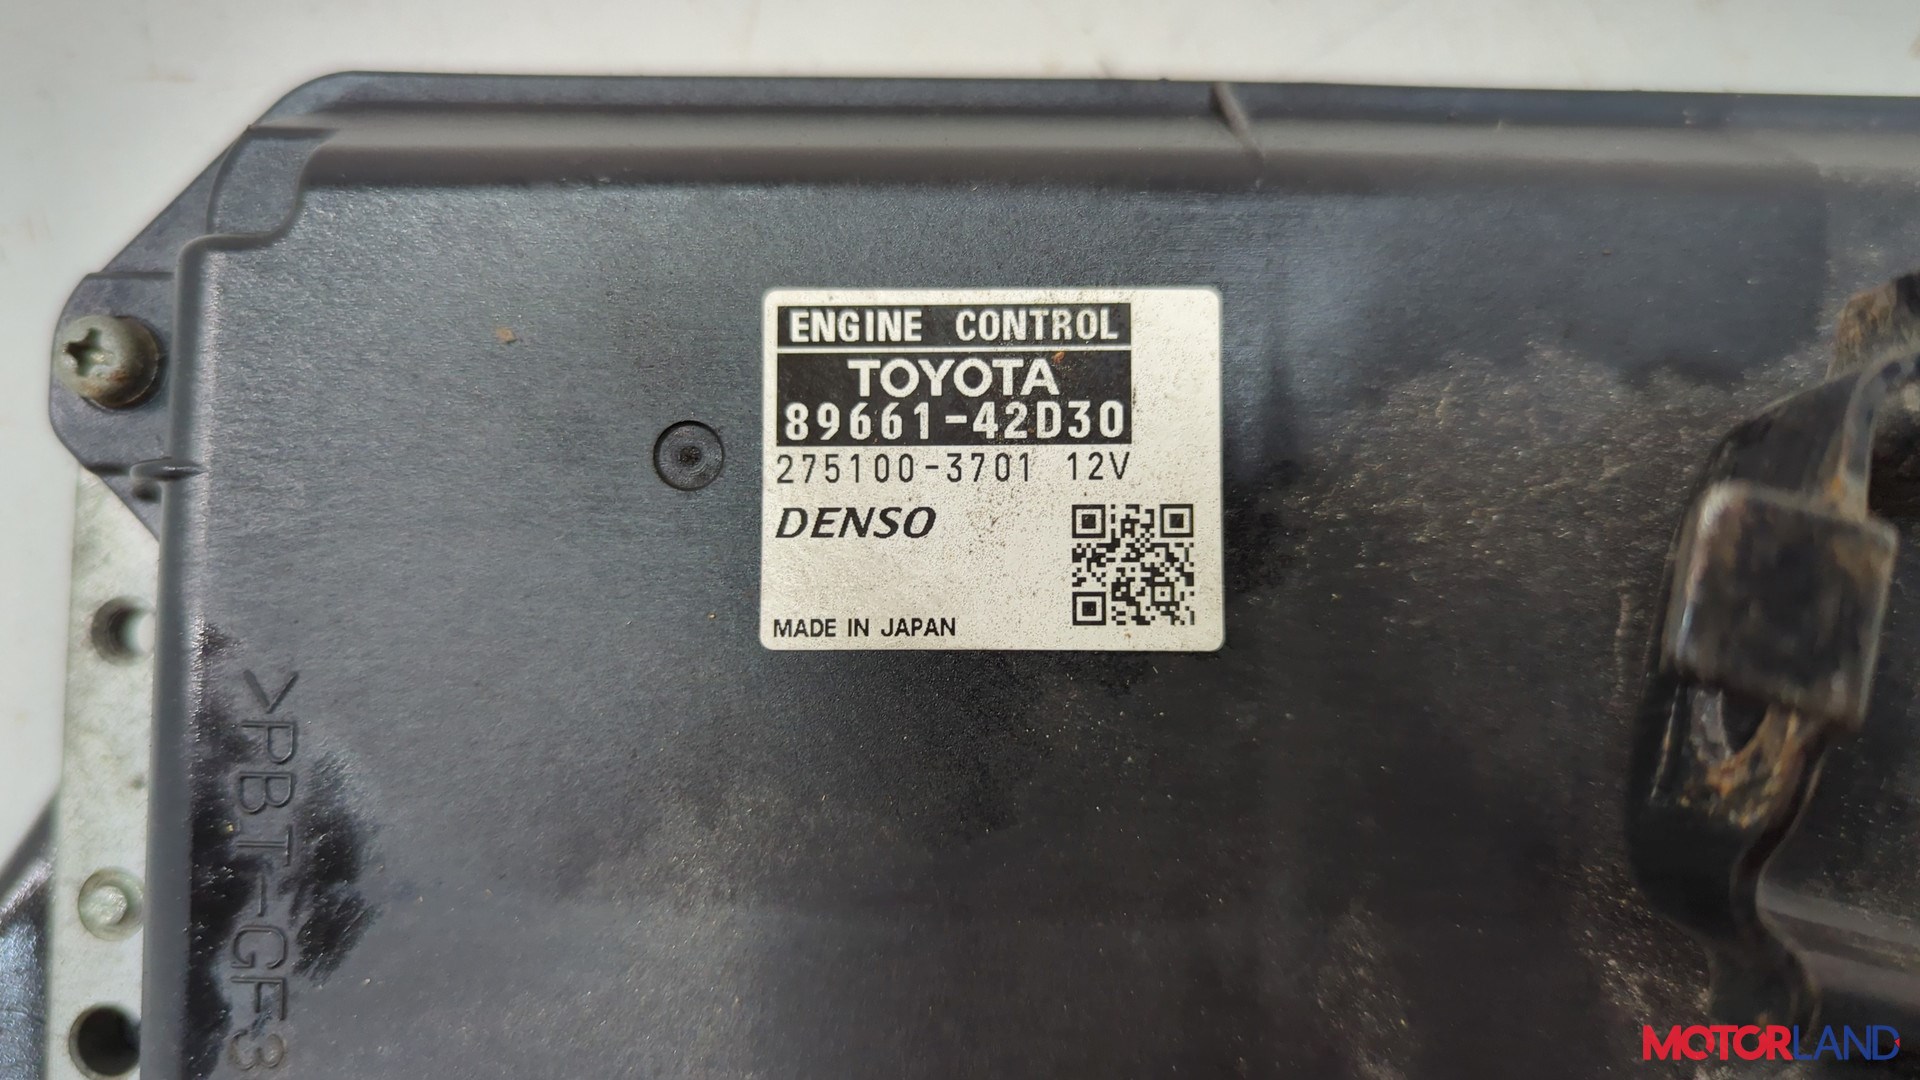 ENGINE CONTROL
TOYOTA
89661-42D30
275100-3701 12V
DENSO
MADE IN JAPAN
>PBT-GF3
MOTORLAND